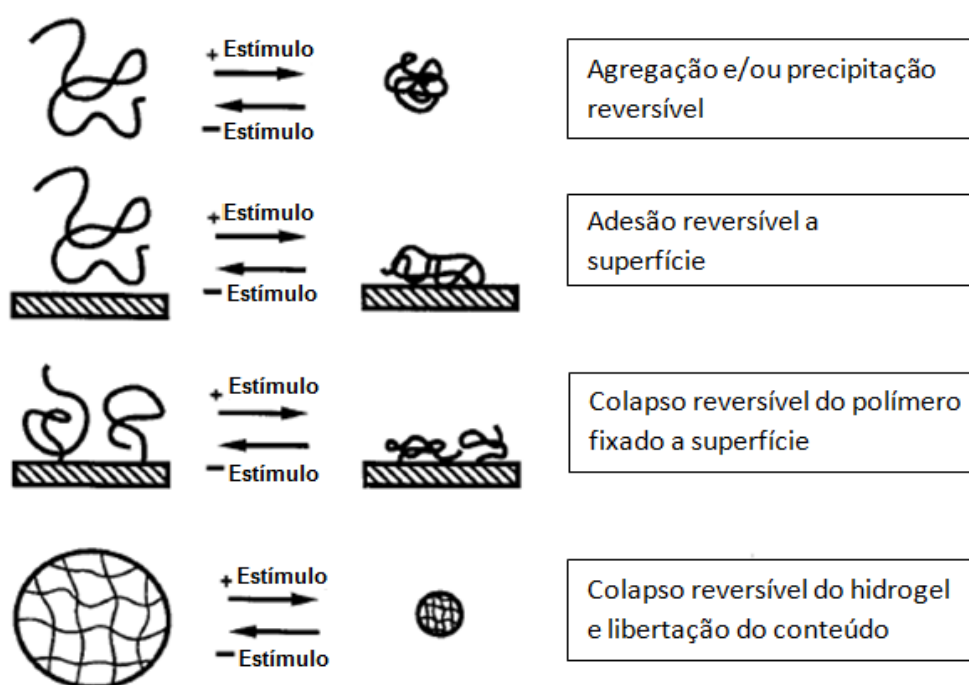 + Estímulo
− Estímulo
Agregação e/ou precipitação
reversível
+ Estímulo
− Estímulo
Adesão reversível a
superfície
+ Estímulo
− Estímulo
Colapso reversível do polímero
fixado a superfície
+ Estímulo
− Estímulo
Colapso reversível do hidrogel
e libertação do conteúdo